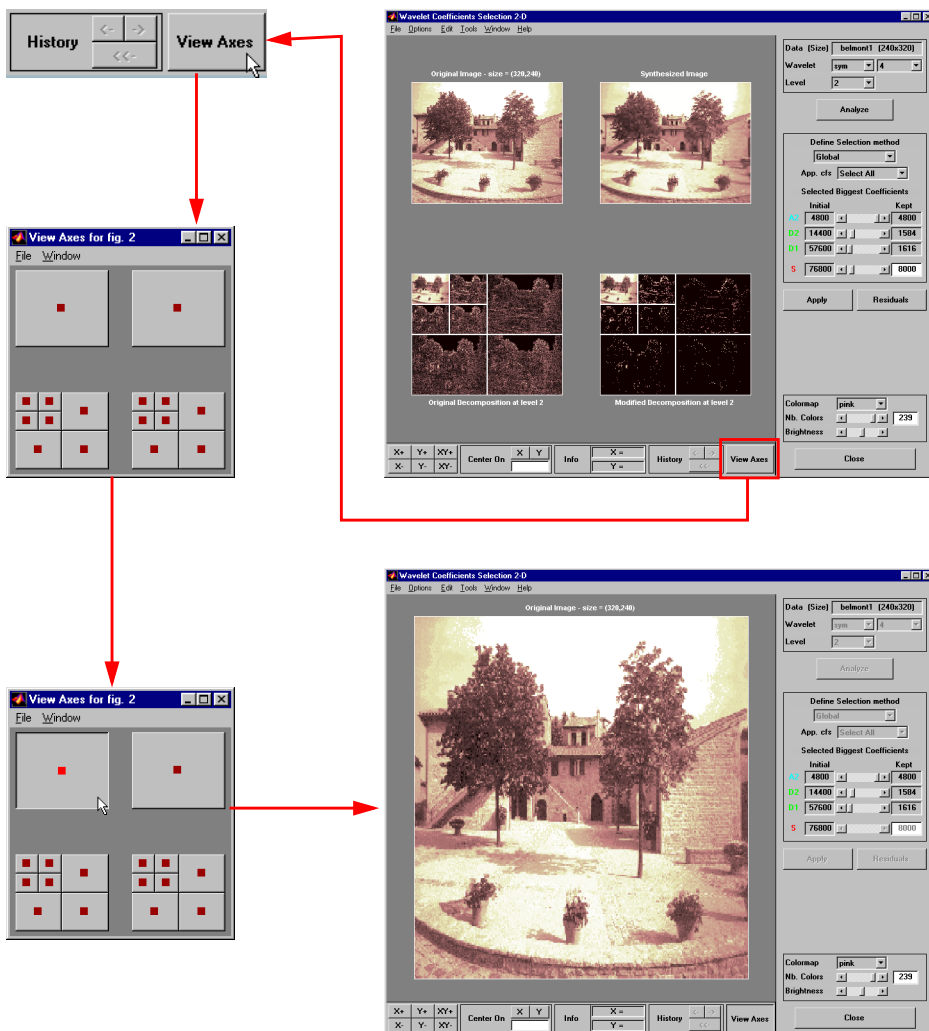 History
<-
->
<<-
View Axes
Wavelet Coefficients Selection 2-D
File Options Edit Tools Window Help
Original Image - size = (320,240)
Synthesized Image
Original Decomposition at level 2
Modified Decomposition at level 2
Data (Size) belmont1 (240x320)
Wavelet sym 4
Level 2
Analyze
Define Selection method
Global
App. cfs Select All
Selected Biggest Coefficients
Initial Kept
A2 4800 4800
D2 14400 1584
D1 57600 1616
S 76800 8000
Apply Residuals
Colormap pink
Nb. Colors 239
Brightness
Close
X+ Y+ XY+ Center On X Y Info X = History <- -> View Axes
X- Y- XY- Y = <<-
View Axes for fig. 2
File Window
View Axes for fig. 2
File Window
Wavelet Coefficients Selection 2-D
File Options Edit Tools Window Help
Original Image - size = (320,240)
Data (Size) belmont1 (240x320)
Wavelet sym 4
Level 2
Analyze
Define Selection method
Global
App. cfs Select All
Selected Biggest Coefficients
Initial Kept
A2 4800 4800
D2 14400 1584
D1 57600 1616
S 76800 8000
Apply Residuals
Colormap pink
Nb. Colors 239
Brightness
Close
X+ Y+ XY+ Center On X Y Info X = History <- -> View Axes
X- Y- XY- Y = <<-